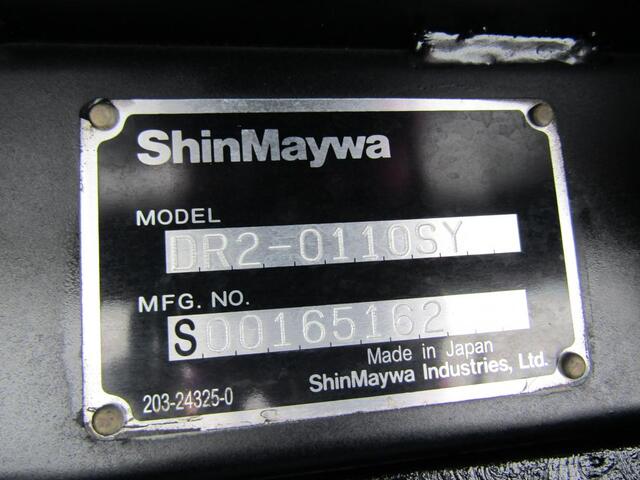 ShinMaywa
MODEL
DR2-0110SY
MFG. NO.
S00165162
Made in Japan
203-24325-0
ShinMaywa Industries, Ltd.